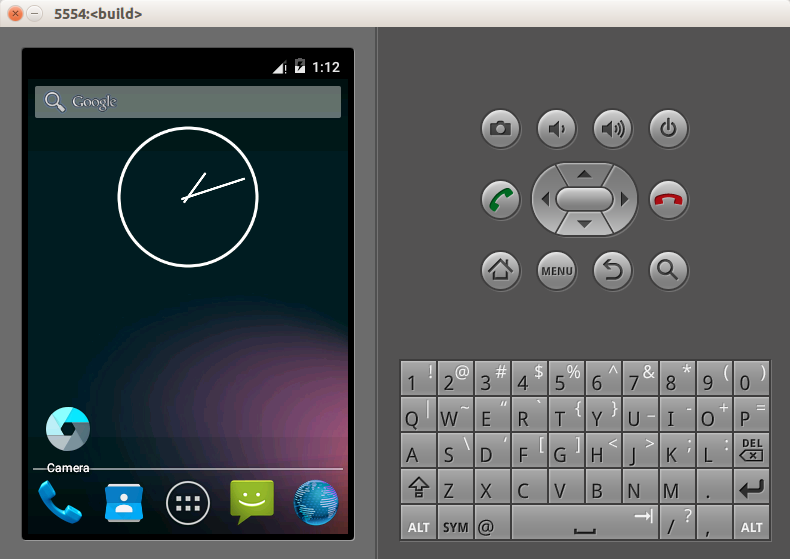 5554:<build>
1:12
Google
Camera
MENU
1 ! 2 @ 3 # 4 $ 5 % 6 ^ 7 & 8 * 9 ( 0 )
Q | W ~ E “ R ` T { Y } U _ I - O + P =
A S \ D ‘ F [ G ] H < J > K ; L : DEL
Z X C V B N M .
ALT SYM @ / ? , ALT